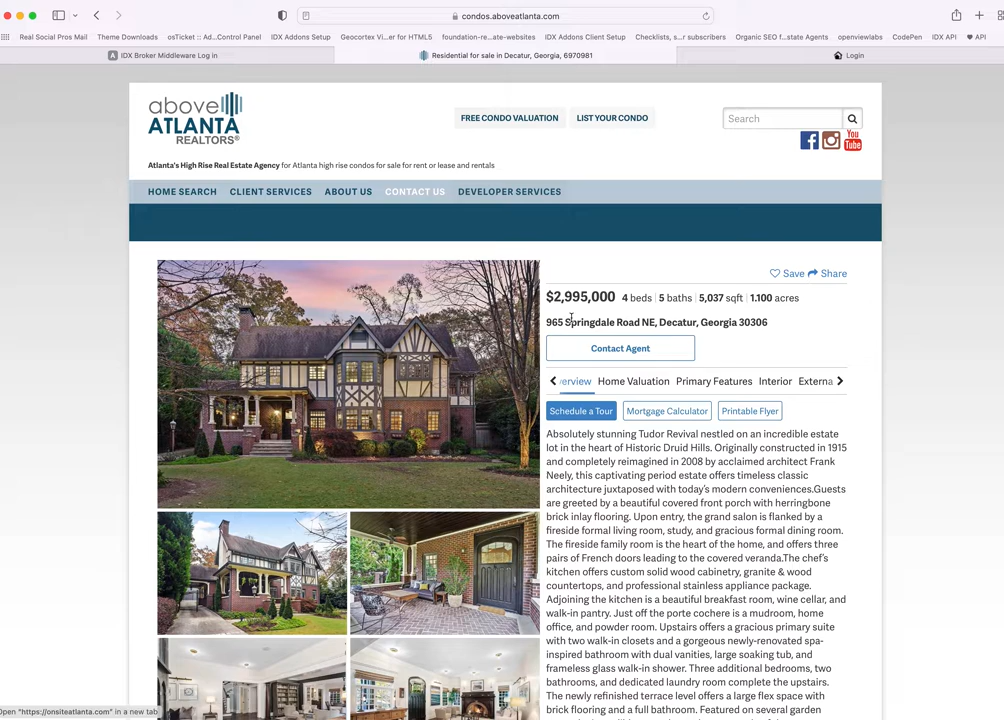 condos.aboveatlanta.com
Real Social Pros Mail Theme Downloads osTicket :: Ad...Control Panel IDX Addons Setup Geocortex Vi...er for HTML5 foundation-re...ate-websites IDX Addons Client Setup Checklists, s...r subscribers Organic SEO f...state Agents openviewlabs CodePen IDX API API
IDX Broker Middleware Log in
Residential for sale in Decatur, Georgia, 6970981
Login
above
ATLANTA
REALTORS®
FREE CONDO VALUATION
LIST YOUR CONDO
Search
You
Tube
Atlanta's High Rise Real Estate Agency for Atlanta high rise condos for sale for rent or lease and rentals
HOME SEARCH CLIENT SERVICES ABOUT US CONTACT US DEVELOPER SERVICES
Save Share
$2,995,000 4 beds 5 baths 5,037 sqft 1.100 acres
965 Springdale Road NE, Decatur, Georgia 30306
Contact Agent
erview Home Valuation Primary Features Interior Externa
Schedule a Tour Mortgage Calculator Printable Flyer
Absolutely stunning Tudor Revival nestled on an incredible estate
lot in the heart of Historic Druid Hills. Originally constructed in 1915
and completely reimagined in 2008 by acclaimed architect Frank
Neely, this captivating period estate offers timeless classic
architecture juxtaposed with today's modern conveniences.Guests
are greeted by a beautiful covered front porch with herringbone
brick inlay flooring. Upon entry, the grand salon is flanked by a
fireside formal living room, study, and gracious formal dining room.
The fireside family room is the heart of the home, and offers three
pairs of French doors leading to the covered veranda.The chef's
kitchen offers custom solid wood cabinetry, granite & wood
countertops, and professional stainless appliance package.
Adjoining the kitchen is a beautiful breakfast room, wine cellar, and
walk-in pantry. Just off the porte cochere is a mudroom, home
office, and powder room. Upstairs offers a gracious primary suite
with two walk-in closets and a gorgeous newly-renovated spa-
inspired bathroom with dual vanities, large soaking tub, and
frameless glass walk-in shower. Three additional bedrooms, two
bathrooms, and dedicated laundry room complete the upstairs.
The newly refinished terrace level offers a large flex space with
brick flooring and a full bathroom. Featured on several garden
Open "https://onsiteatlanta.com" in a new tab